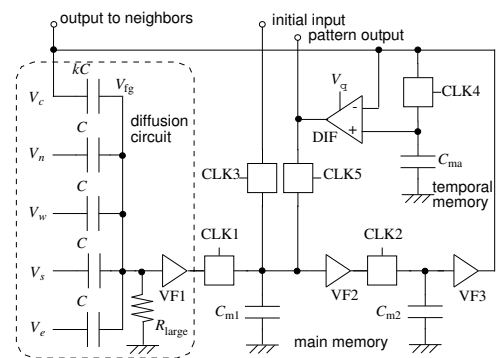 output to neighbors
initial input
pattern output
kC
V_c
V_fg
diffusion
circuit
V_q
CLK4
C
V_n
-
+
DIF
C_ma
C
V_w
CLK3
CLK5
temporal
memory
C
V_s
CLK1
CLK2
VF1
VF2
VF3
C
V_e
R_large
C_m1
C_m2
main memory